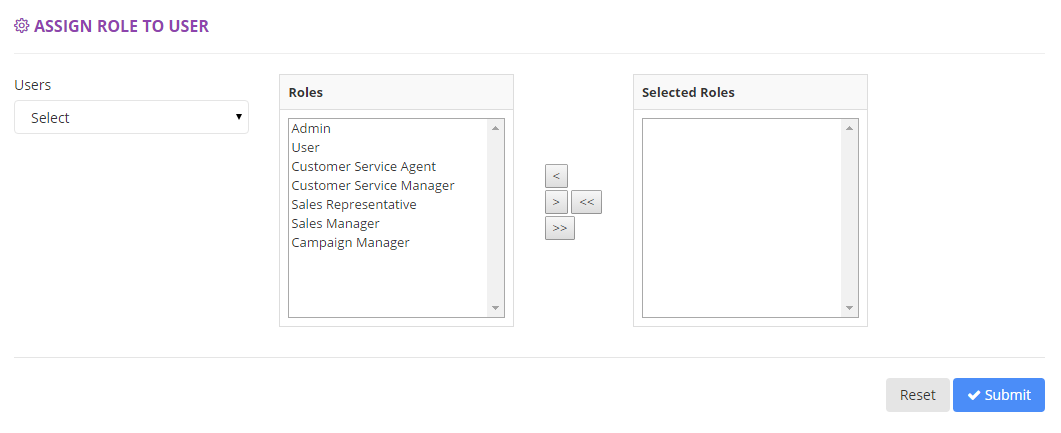 ASSIGN ROLE TO USER
Users
Select
Roles
Admin
User
Customer Service Agent
Customer Service Manager
Sales Representative
Sales Manager
Campaign Manager
<
> <<
>>
Selected Roles
Reset
Submit